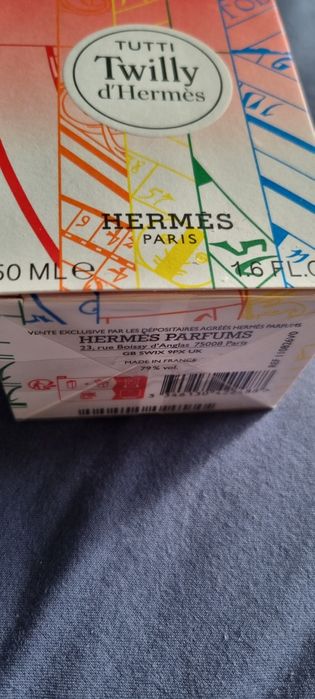 TUTTI
Twilly
d'Hermès
HERMÈS
PARIS
50 ML e
1.6 FL.O
VENTE EXCLUSIVE PAR LES DÉPOSITAIRES AGRÉÉS HERMÈS PARFUMS
HERMÈS PARFUMS
23, rue Boissy d'Anglas 75008 Paris
GB SW1X 9PX UK
MADE IN FRANCE
79% vol.